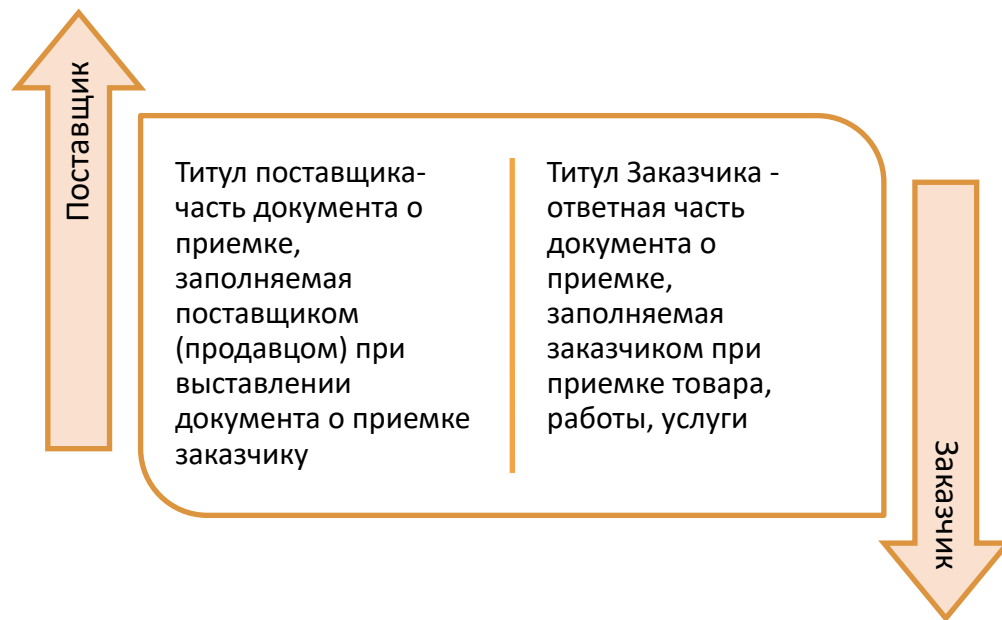 Поставщик
Титул поставщика-
часть документа о
приемке,
заполняемая
поставщиком
(продавцом) при
выставлении
документа о приемке
заказчику
Титул Заказчика -
ответная часть
документа о
приемке,
заполняемая
заказчиком при
приемке товара,
работы, услуги
Заказчик